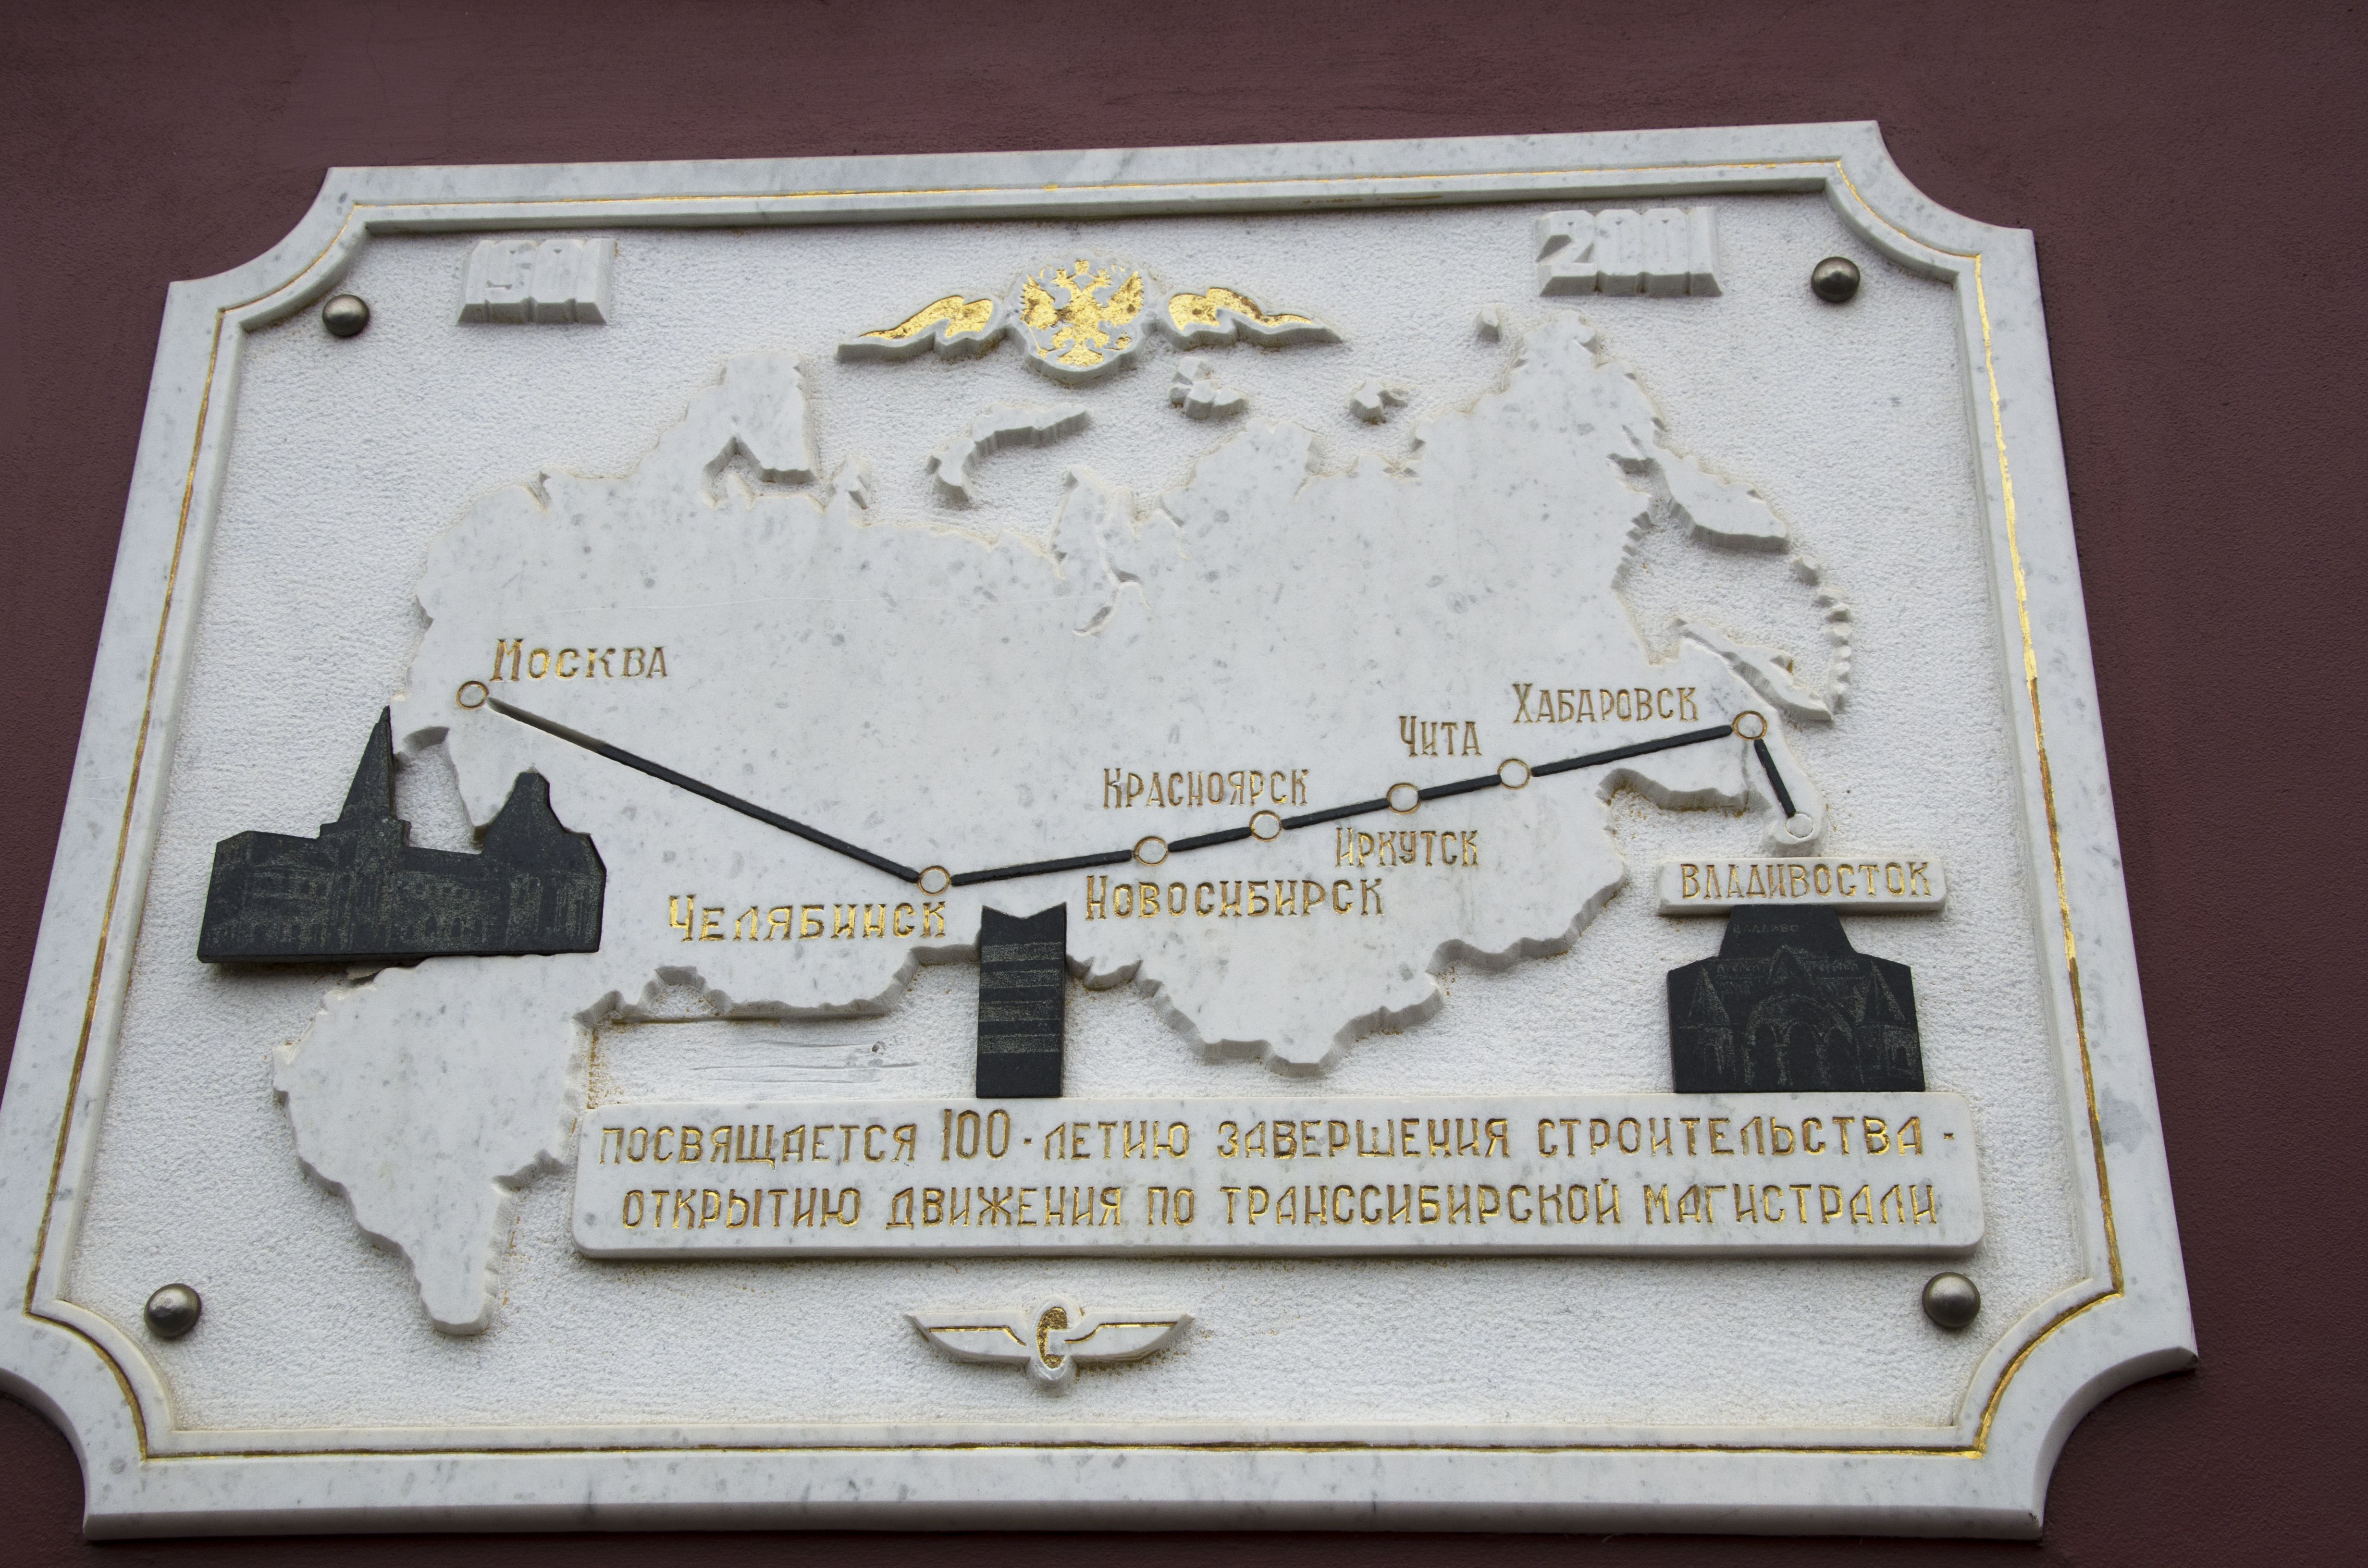 1901
2001
Москва
Хабаровск
Чита
Красноярск
Иркутск
Владивосток
Новосибирск
Челябинск
ПОСВЯЩАЕТСЯ 100-ЛЕТИЮ ЗАВЕРШЕНИЯ СТРОИТЕЛЬСТВА -
ОТКРЫТИЮ ДВИЖЕНИЯ ПО ТРАНССИБИРСКОЙ МАГИСТРАЛИ